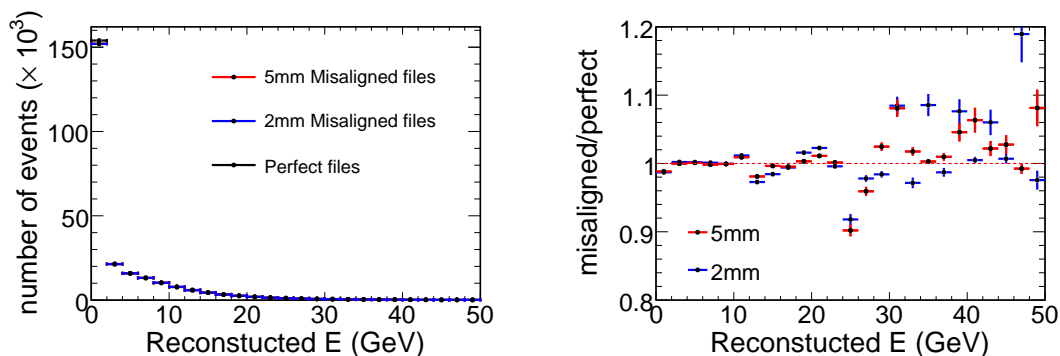 number of events (× 10³)
150
100
50
0
5mm Misaligned files
2mm Misaligned files
Perfect files
0 10 20 30 40 50
Reconstucted E (GeV)
misaligned/perfect
1.2
1.1
1
0.9
0.8
5mm
2mm
0 10 20 30 40 50
Reconstucted E (GeV)